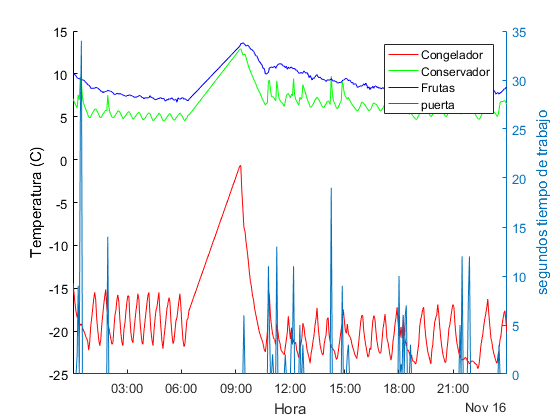 15
10
5
0
-5
-10
-15
-20
-25
Temperatura (C)
35
30
25
20
15
10
5
0
segundos tiempo de trabajo
Congelador
Conservador
Frutas
puerta
03:00 06:00 09:00 12:00 15:00 18:00 21:00
Hora
Nov 16